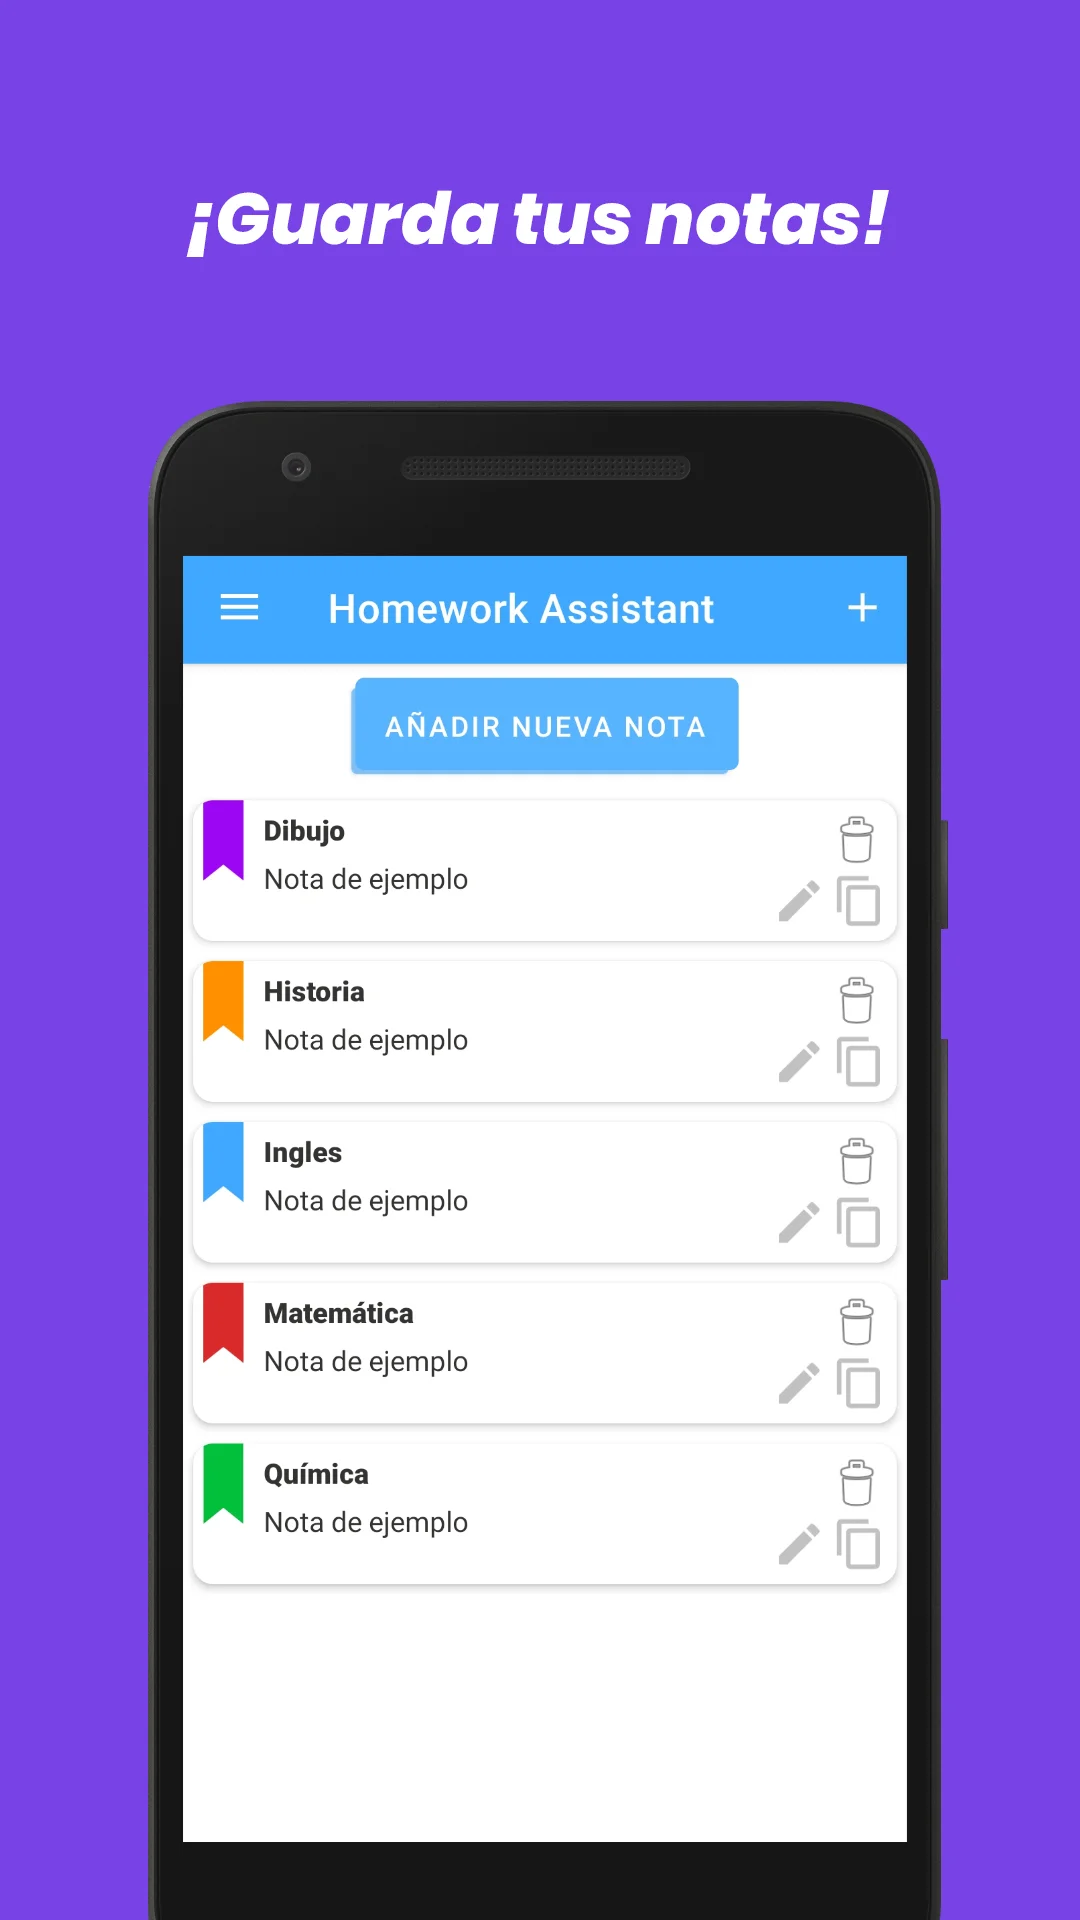 ¡Guarda tus notas!
Homework Assistant
AÑADIR NUEVA NOTA
Dibujo
Nota de ejemplo
Historia
Nota de ejemplo
Ingles
Nota de ejemplo
Matemática
Nota de ejemplo
Química
Nota de ejemplo